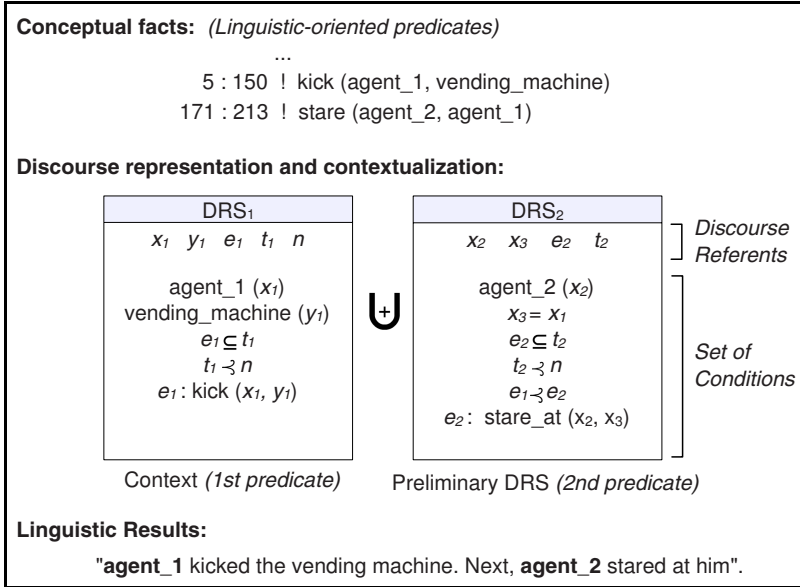 Conceptual facts: (Linguistic-oriented predicates)
...
5 : 150 ! kick (agent_1, vending_machine)
171 : 213 ! stare (agent_2, agent_1)
Discourse representation and contextualization:
DRS₁
x₁ y₁ e₁ t₁ n
agent_1 (x₁)
vending_machine (y₁)
e₁ ⊆ t₁
t₁ ⊰ n
e₁ : kick (x₁, y₁)
Context (1st predicate)
⊎
DRS₂
x₂ x₃ e₂ t₂
agent_2 (x₂)
x₃ = x₁
e₂ ⊆ t₂
t₂ ⊰ n
e₁ ⊰ e₂
e₂ : stare_at (x₂, x₃)
Preliminary DRS (2nd predicate)
Discourse
Referents
Set of
Conditions
Linguistic Results:
"agent_1 kicked the vending machine. Next, agent_2 stared at him".